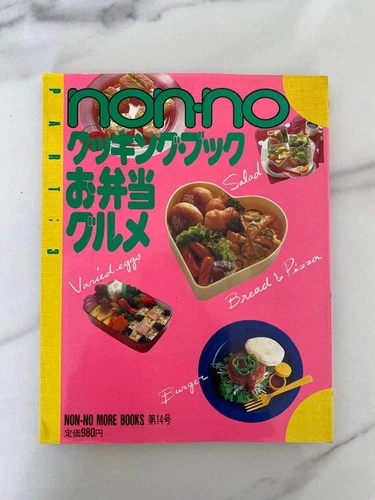 PART:3
non·no
クッキング・ブック
お弁当
グルメ
Salad
Varied eggs
Bread & Pizza
Burger
NON-NO MORE BOOKS 第14号
定価980円